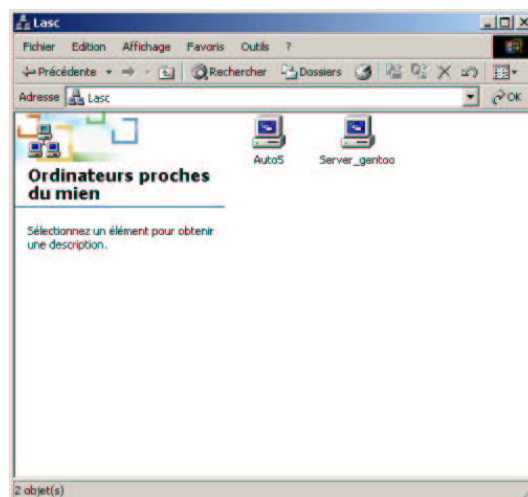 Lasc
Fichier Edition Affichage Favoris Outils ?
Précédente Rechercher Dossiers
Adresse Lasc OK
Auto5 Server_gentoo
Ordinateurs proches
du mien
Sélectionnez un élément pour obtenir
une description.
2 objet(s)